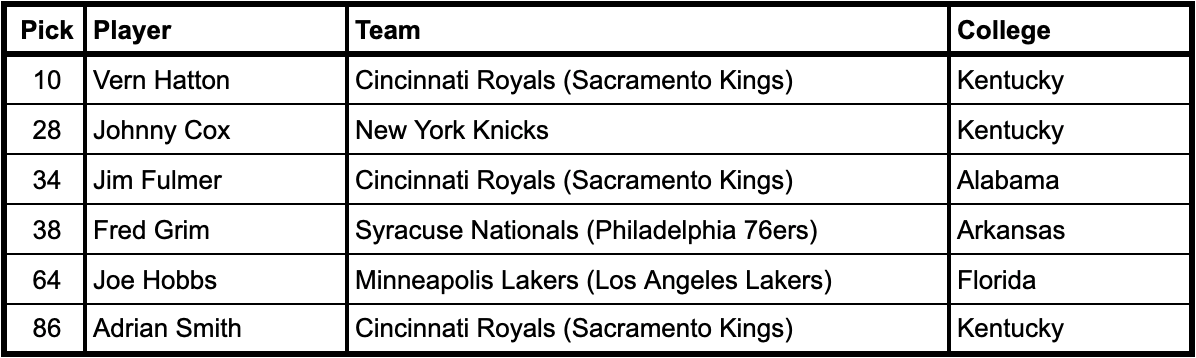 Pick Player Team College
10 Vern Hatton Cincinnati Royals (Sacramento Kings) Kentucky
28 Johnny Cox New York Knicks Kentucky
34 Jim Fulmer Cincinnati Royals (Sacramento Kings) Alabama
38 Fred Grim Syracuse Nationals (Philadelphia 76ers) Arkansas
64 Joe Hobbs Minneapolis Lakers (Los Angeles Lakers) Florida
86 Adrian Smith Cincinnati Royals (Sacramento Kings) Kentucky